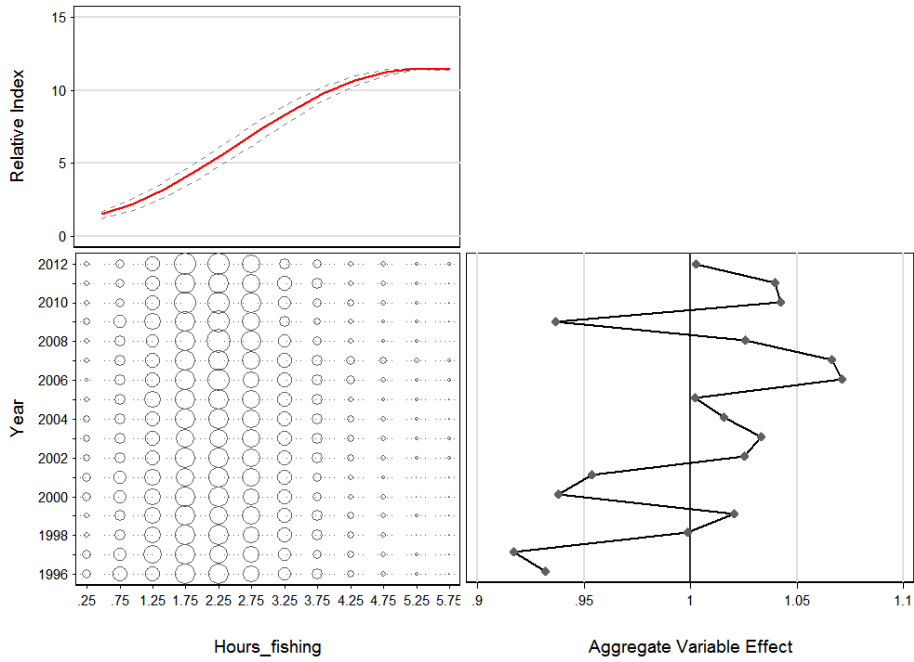 15
10
5
0
Relative Index
2012
2010
2008
2006
2004
2002
2000
1998
1996
Year
.25 .75 1.25 1.75 2.25 2.75 3.25 3.75 4.25 4.75 5.25 5.75
Hours_fishing
.9 .95 1 1.05 1.1
Aggregate Variable Effect